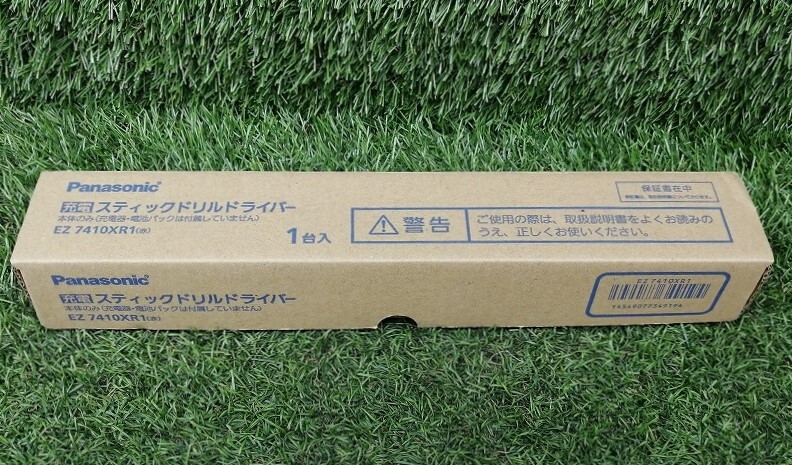 Panasonic
充電 スティックドリルドライバー
本体のみ(充電器・電池パックは付属していません)
EZ 7410XR1(赤)
1台入
警告
ご使用の際は、取扱説明書をよくお読みの
うえ、正しくお使いください。
保証書在中
Panasonic
充電 スティックドリルドライバー
本体のみ(充電器・電池パックは付属していません)
EZ 7410XR1(赤)
EZ 7410XR1